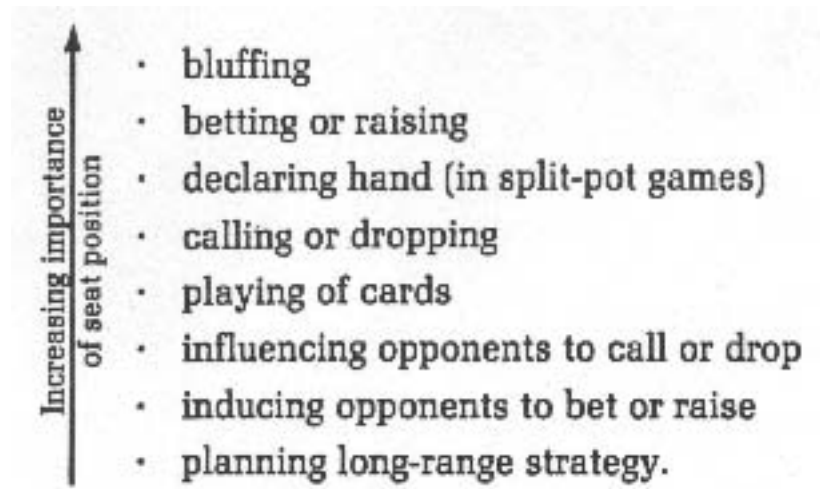 Increasing importance
of seat position
· bluffing
· betting or raising
· declaring hand (in split-pot games)
· calling or dropping
· playing of cards
· influencing opponents to call or drop
· inducing opponents to bet or raise
· planning long-range strategy.